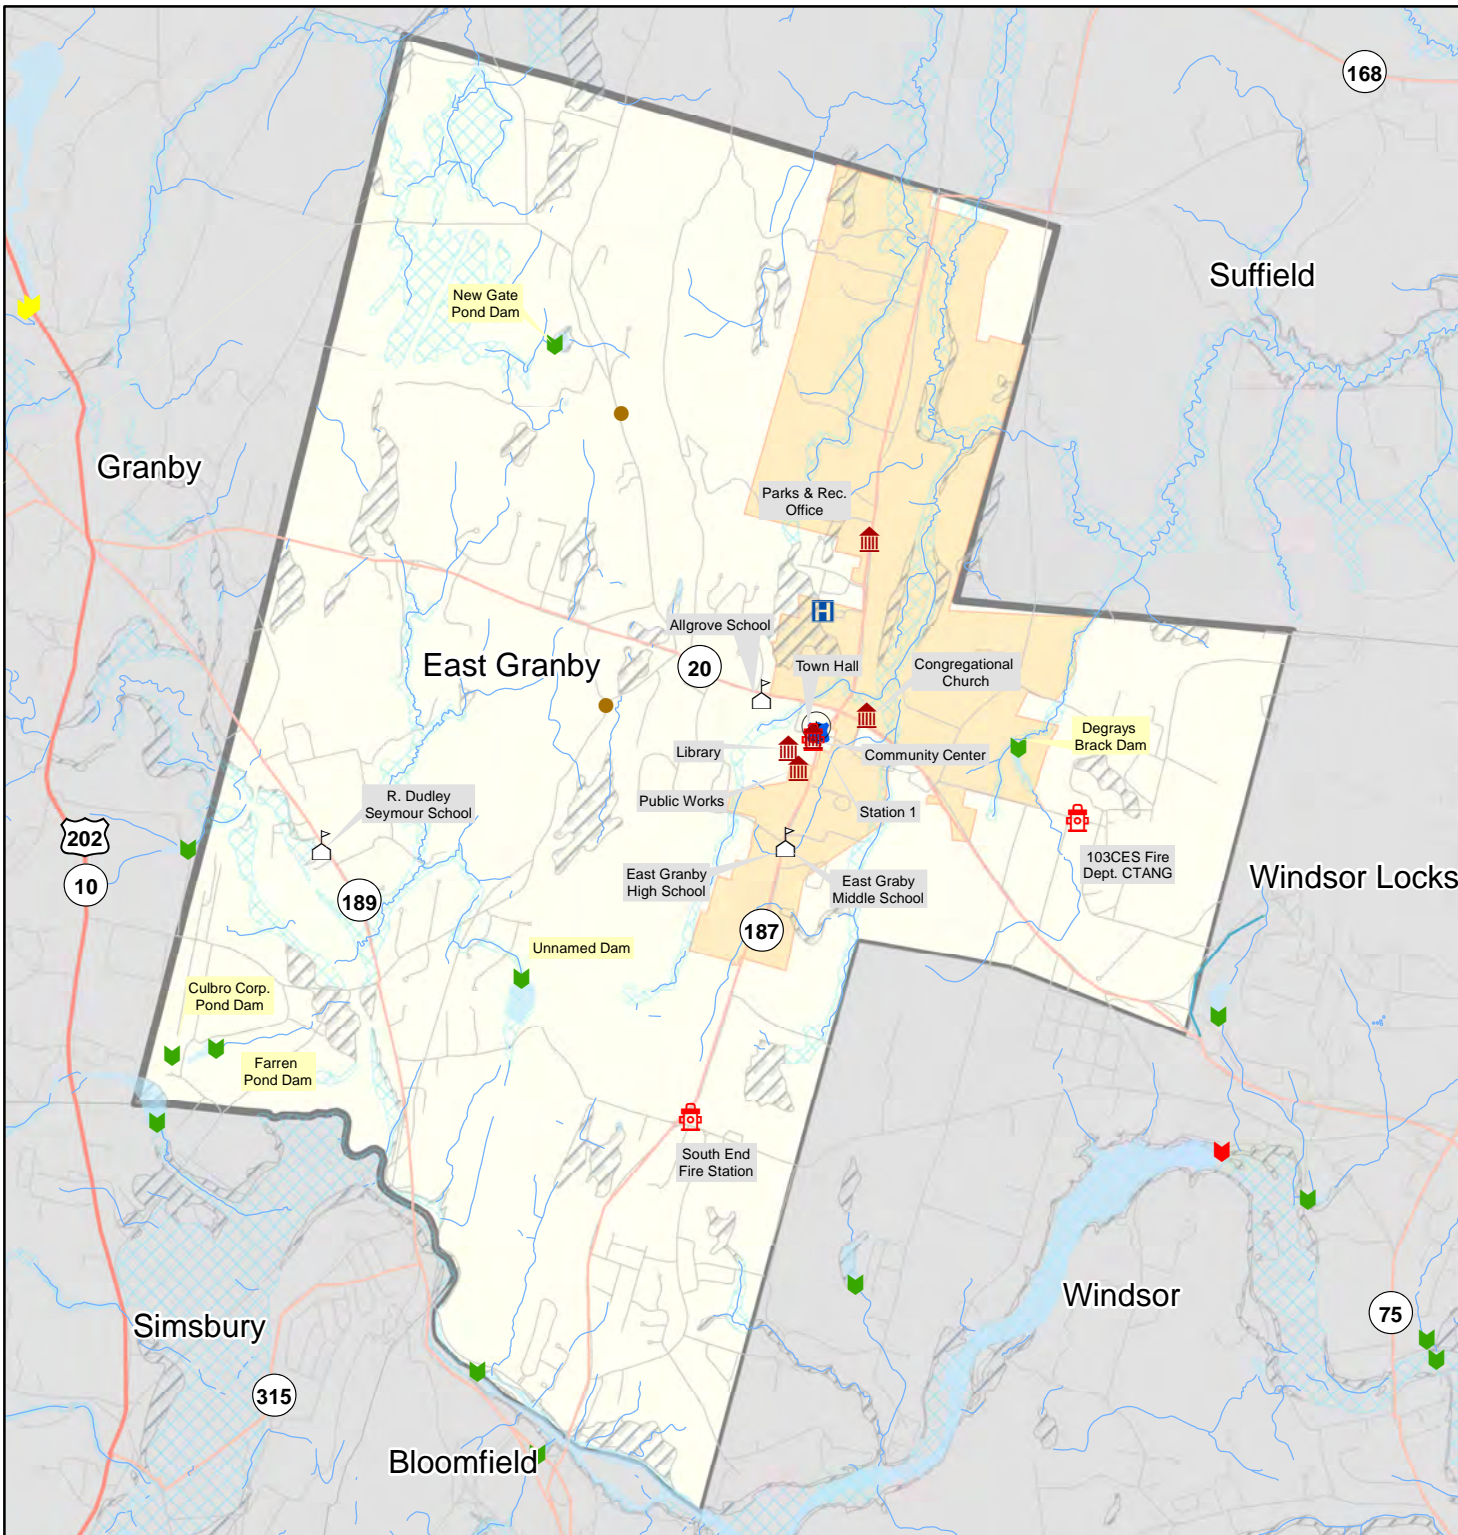 168
Suffield
New Gate
Pond Dam
Granby
Parks & Rec.
Office
H
Allgrove School
East Granby
20
Town Hall
Congregational
Church
Library
Community Center
Degrays
Brack Dam
Public Works
Station 1
R. Dudley
Seymour School
202
10
189
East Granby
High School
East Graby
Middle School
103CES Fire
Dept. CTANG
Windsor Locks
187
Unnamed Dam
Culbro Corp.
Pond Dam
Farren
Pond Dam
South End
Fire Station
Windsor
75
Simsbury
315
Bloomfield